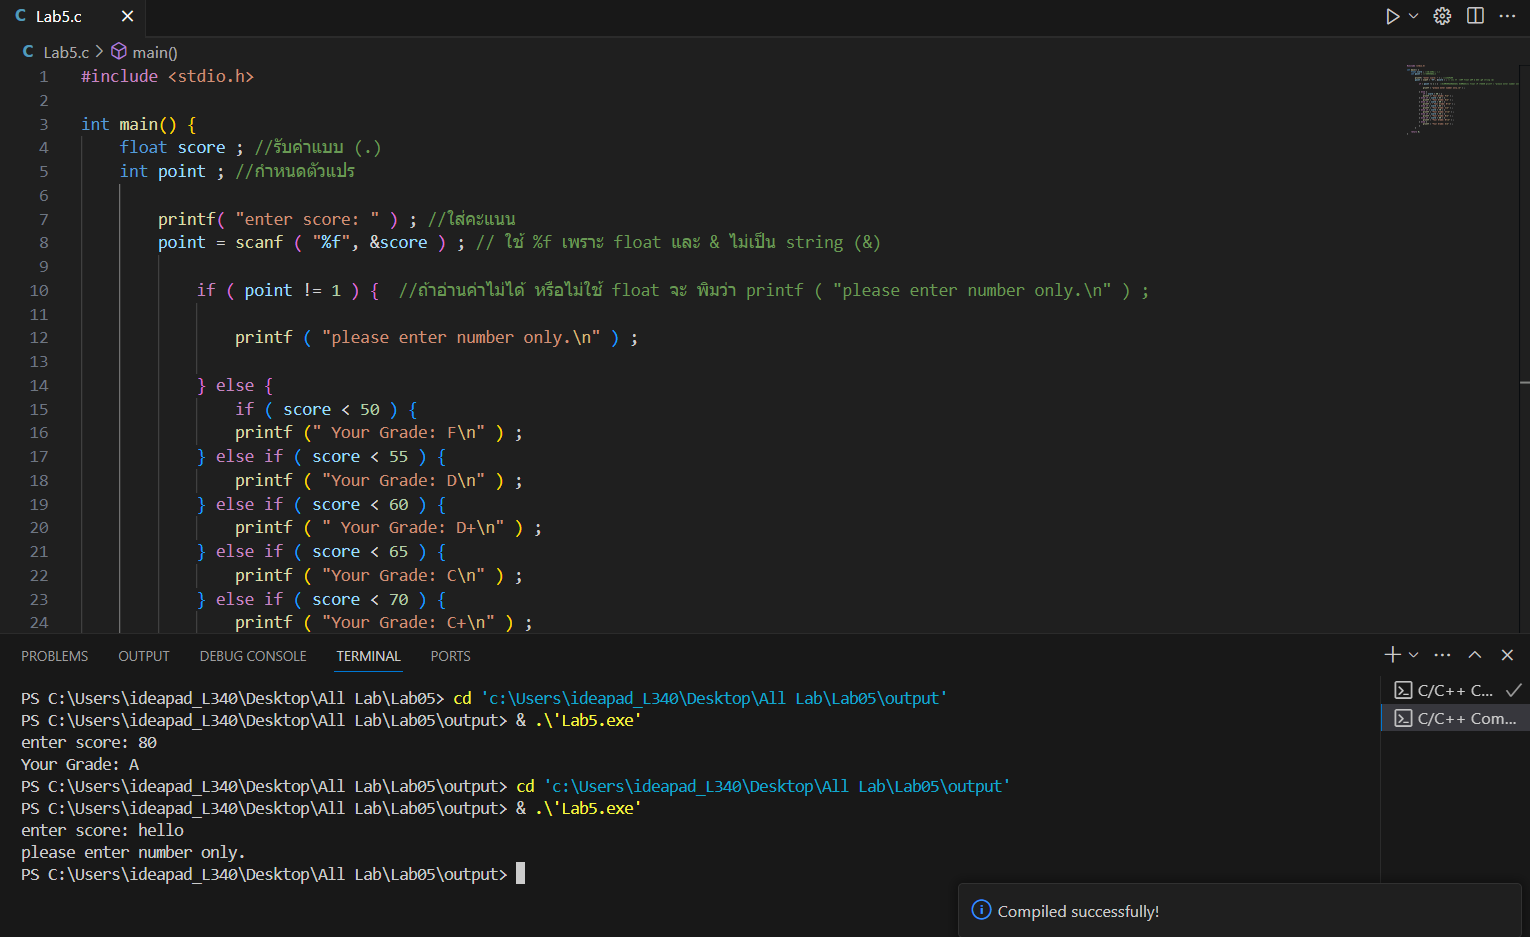 Lab5.c
Lab5.c > main()
1 #include <stdio.h>
2
3 int main() {
4 float score ; //รับค่าแบบ (.)
5 int point ; //กำหนดตัวแปร
6
7 printf( "enter score: " ) ; //ใส่คะแนน
8 point = scanf ( "%f", &score ) ; // ใช้ %f เพราะ float และ & ไม่เป็น string (&)
9
10 if ( point != 1 ) { //ถ้าอ่านค่าไม่ได้ หรือไม่ใช้ float จะ พิมว่า printf ( "please enter number only.\n" ) ;
11
12 printf ( "please enter number only.\n" ) ;
13
14 } else {
15 if ( score < 50 ) {
16 printf (" Your Grade: F\n" ) ;
17 } else if ( score < 55 ) {
18 printf ( "Your Grade: D\n" ) ;
19 } else if ( score < 60 ) {
20 printf ( " Your Grade: D+\n" ) ;
21 } else if ( score < 65 ) {
22 printf ( "Your Grade: C\n" ) ;
23 } else if ( score < 70 ) {
24 printf ( "Your Grade: C+\n" ) ;
PROBLEMS OUTPUT DEBUG CONSOLE TERMINAL PORTS
PS C:\Users\ideapad_L340\Desktop\All Lab\Lab05> cd 'c:\Users\ideapad_L340\Desktop\All Lab\Lab05\output'
PS C:\Users\ideapad_L340\Desktop\All Lab\Lab05\output> & .\'Lab5.exe'
enter score: 80
Your Grade: A
PS C:\Users\ideapad_L340\Desktop\All Lab\Lab05\output> cd 'c:\Users\ideapad_L340\Desktop\All Lab\Lab05\output'
PS C:\Users\ideapad_L340\Desktop\All Lab\Lab05\output> & .\'Lab5.exe'
enter score: hello
please enter number only.
PS C:\Users\ideapad_L340\Desktop\All Lab\Lab05\output>
C/C++ C...
C/C++ Com...
Compiled successfully!